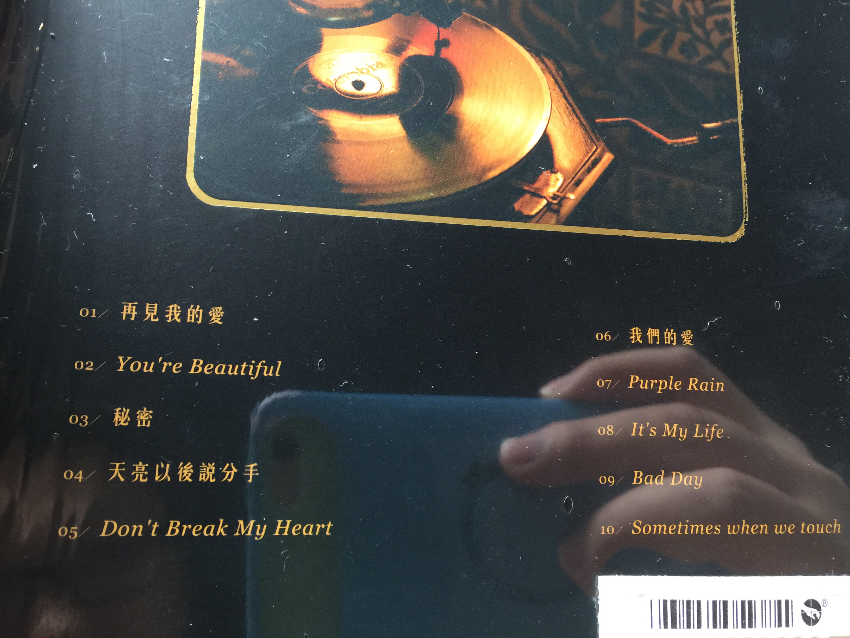 01/ 再見我的愛
02/ You're Beautiful
03/ 秘密
04/ 天亮以後説分手
05/ Don't Break My Heart
06/ 我們的愛
07/ Purple Rain
08/ It's My Life
09/ Bad Day
10/ Sometimes when we touch